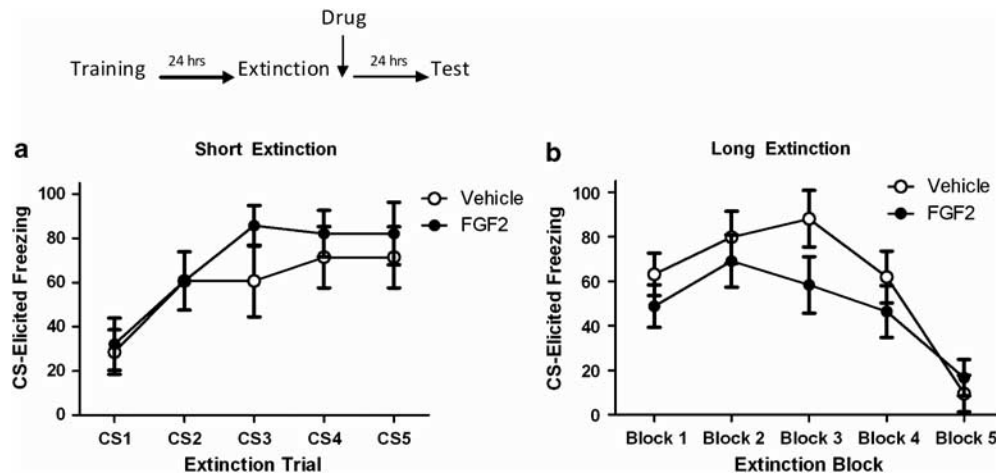 Drug
24 hrs
24 hrs
Training
Extinction
Test
a
Short Extinction
Vehicle
FGF2
CS-Elicited Freezing
100
80
60
40
20
0
CS1 CS2 CS3 CS4 CS5
Extinction Trial
b
Long Extinction
Vehicle
FGF2
CS-Elicited Freezing
100
80
60
40
20
0
Block 1 Block 2 Block 3 Block 4 Block 5
Extinction Block